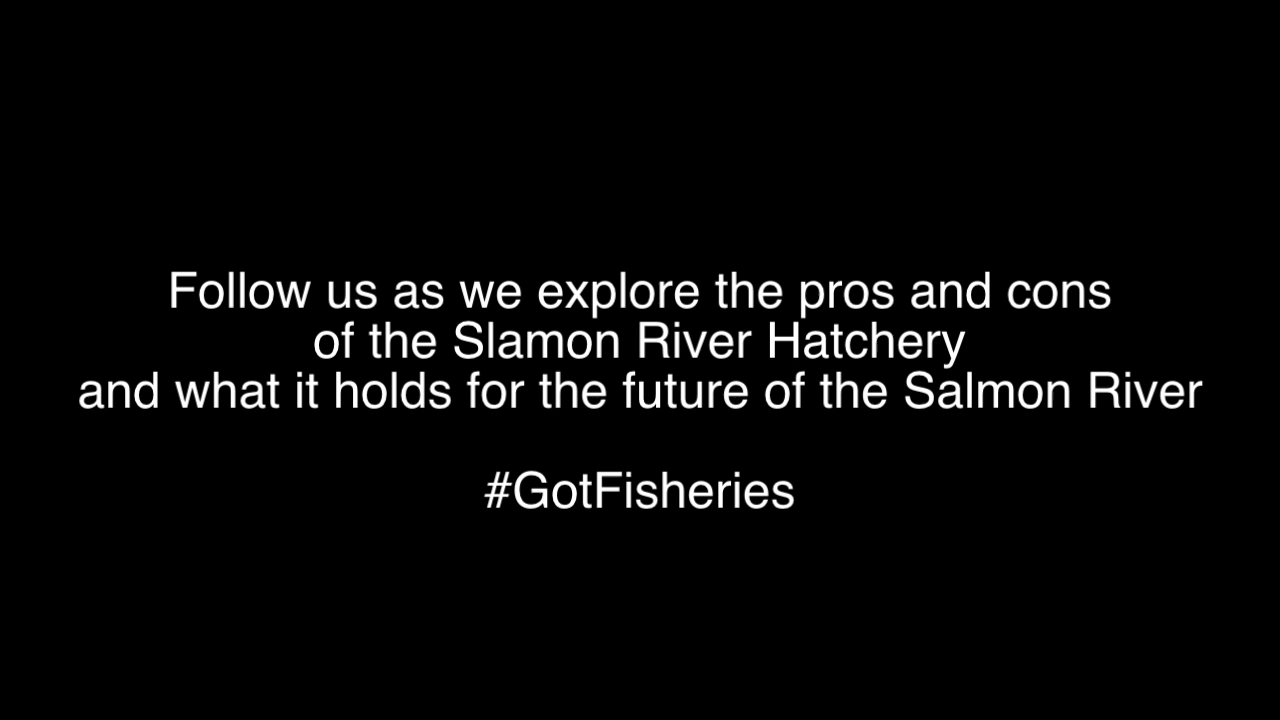 Follow us as we explore the pros and cons
of the Slamon River Hatchery
and what it holds for the future of the Salmon River
#GotFisheries